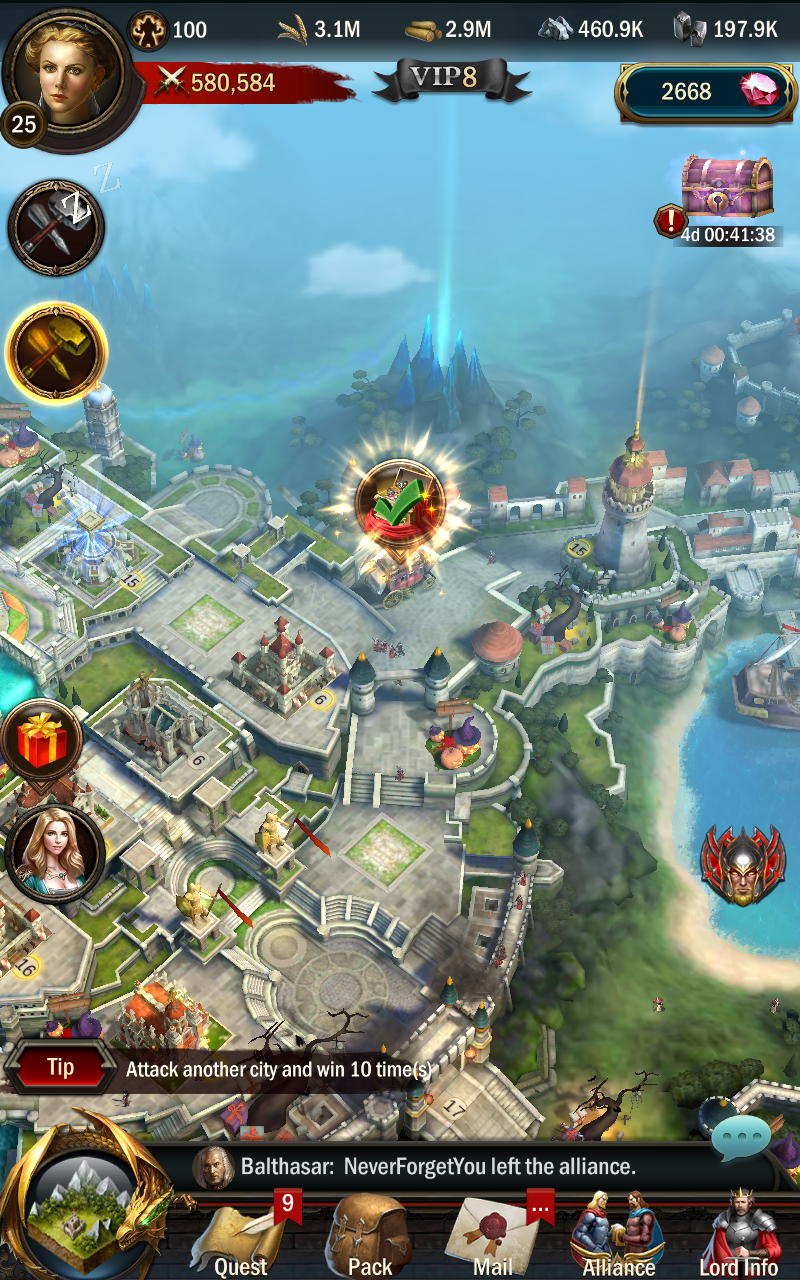 100
3.1M
2.9M
460.9K
197.9K
580,584
VIP8
2668
25
Z
Z
4d 00:41:38
15
15
6
6
16
Tip
Attack another city and win 10 time(s)
17
Balthasar: NeverForgetYou left the alliance.
9
...
Quest
Pack
Mail
Alliance
Lord Info